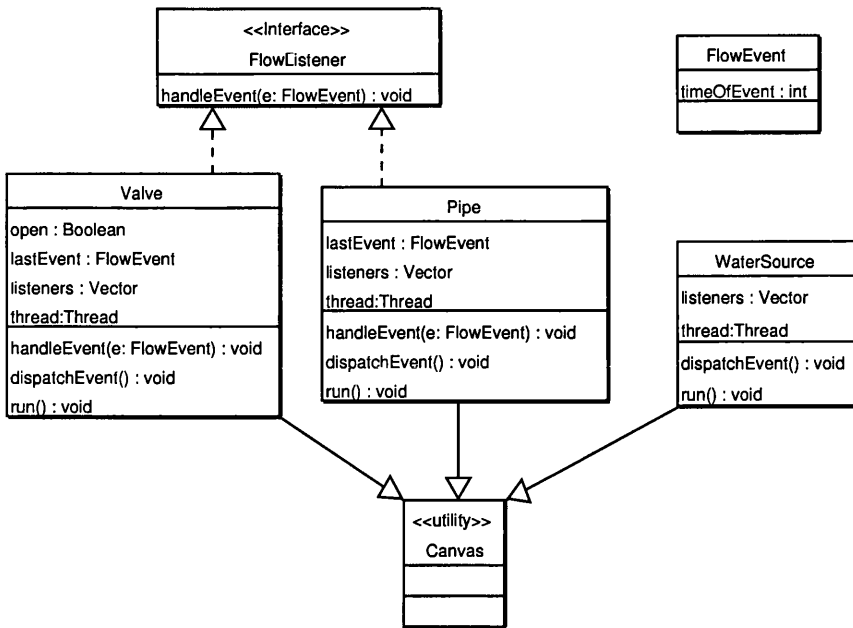 <<Interface>>
FlowListener
handleEvent(e: FlowEvent) : void
FlowEvent
timeOfEvent : int
Valve
open : Boolean
lastEvent : FlowEvent
listeners : Vector
thread:Thread
handleEvent(e: FlowEvent) : void
dispatchEvent() : void
run() : void
Pipe
lastEvent : FlowEvent
listeners : Vector
thread:Thread
handleEvent(e: FlowEvent) : void
dispatchEvent() : void
run() : void
WaterSource
listeners : Vector
thread:Thread
dispatchEvent() : void
run() : void
<<utility>>
Canvas